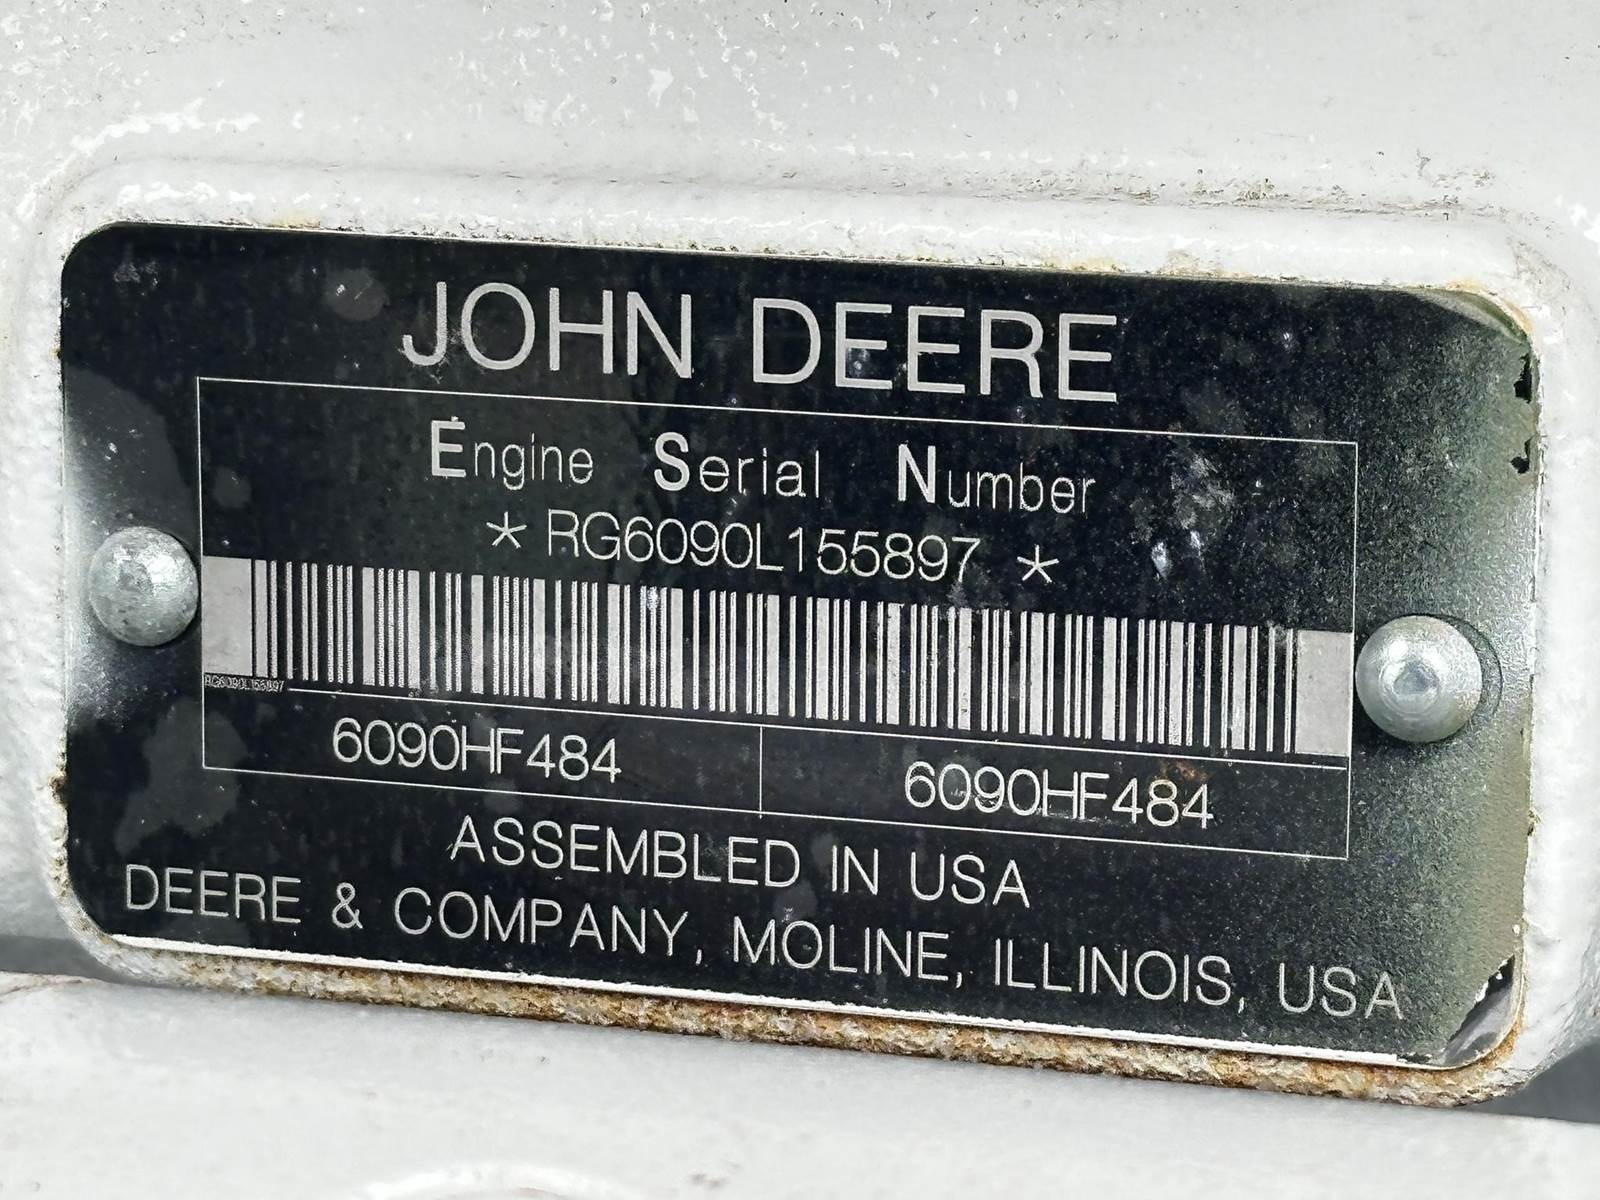 JOHN DEERE
Engine Serial Number
* RG6090L155897 *
RG6090L155897
6090HF484 6090HF484
ASSEMBLED IN USA
DEERE & COMPANY, MOLINE, ILLINOIS, USA